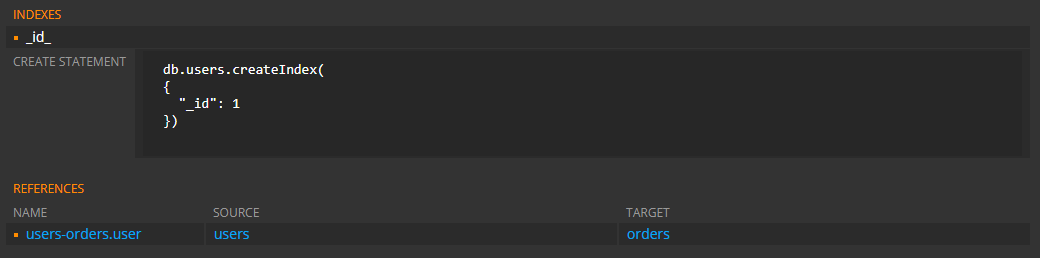 INDEXES
_id_
CREATE STATEMENT
db.users.createIndex(
{
  "_id": 1
})
REFERENCES
NAME SOURCE TARGET
users-orders.user users orders